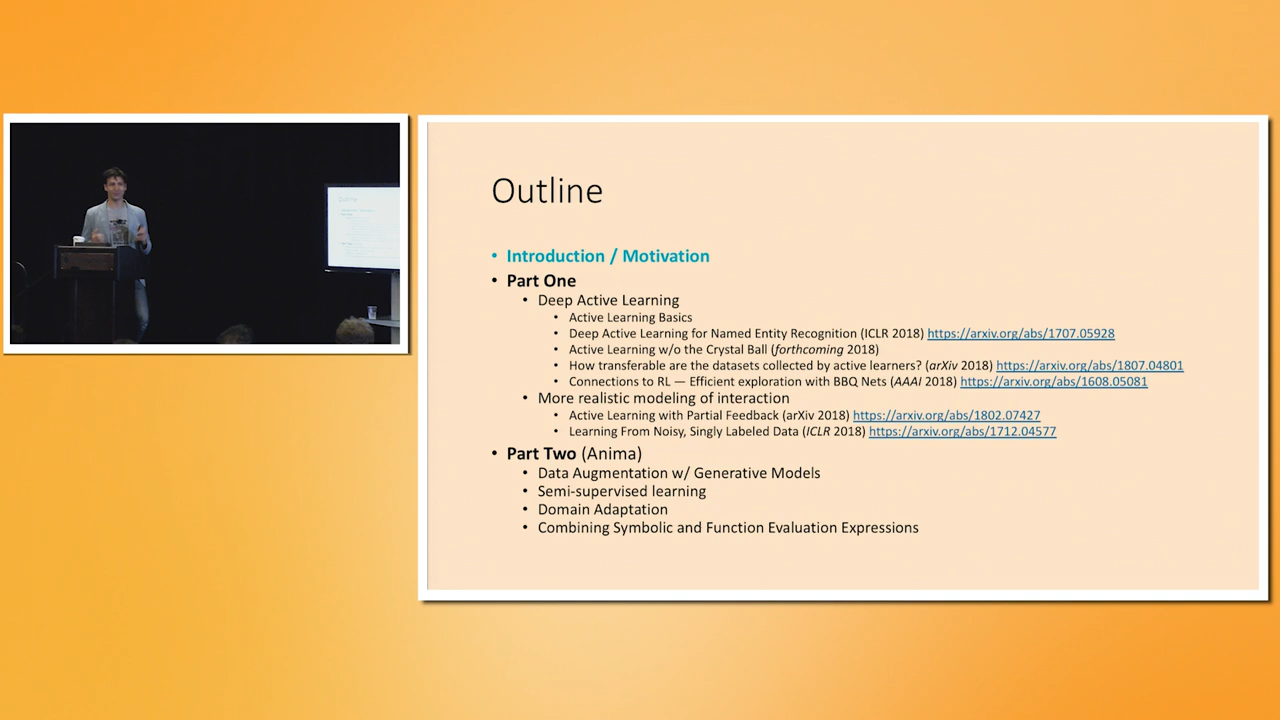 Outline
• Introduction / Motivation
• Part One
• Deep Active Learning
• Active Learning Basics
• Deep Active Learning for Named Entity Recognition (ICLR 2018) https://arxiv.org/abs/1707.05928
• Active Learning w/o the Crystal Ball (forthcoming 2018)
• How transferable are the datasets collected by active learners? (arXiv 2018) https://arxiv.org/abs/1807.04801
• Connections to RL — Efficient exploration with BBQ Nets (AAAI 2018) https://arxiv.org/abs/1608.05081
• More realistic modeling of interaction
• Active Learning with Partial Feedback (arXiv 2018) https://arxiv.org/abs/1802.07427
• Learning From Noisy, Singly Labeled Data (ICLR 2018) https://arxiv.org/abs/1712.04577
• Part Two (Anima)
• Data Augmentation w/ Generative Models
• Semi-supervised learning
• Domain Adaptation
• Combining Symbolic and Function Evaluation Expressions